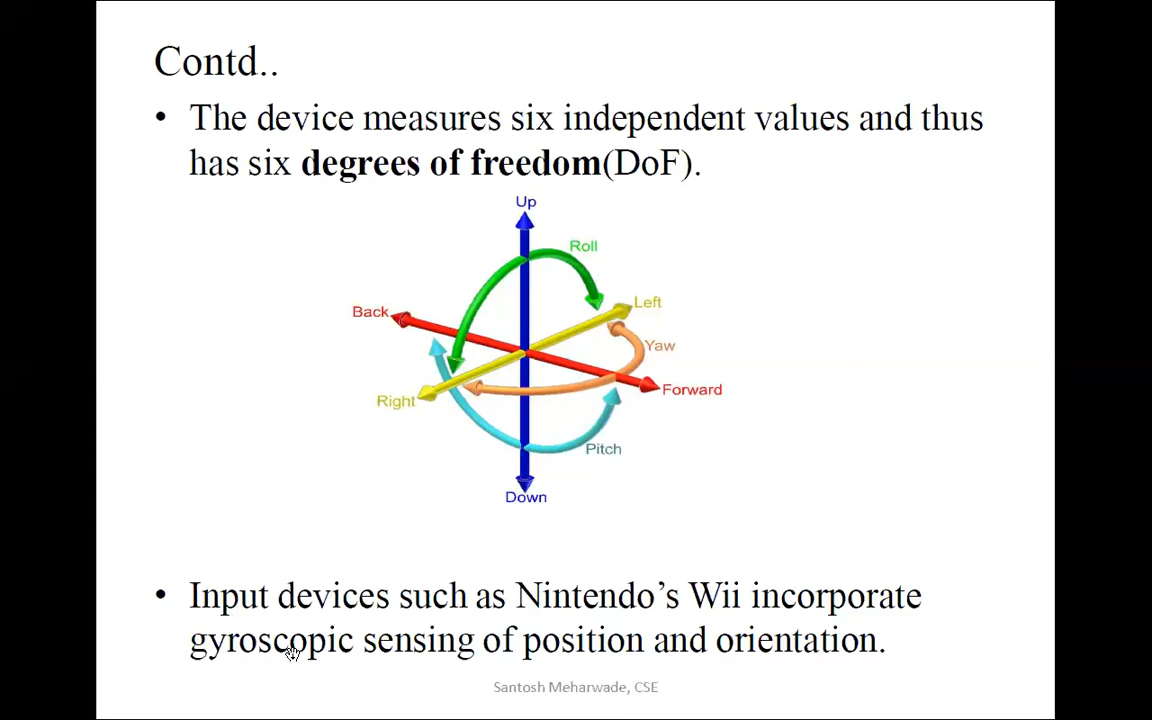 Contd..
• The device measures six independent values and thus
has six degrees of freedom(DoF).
Up
Roll
Left
Back
Yaw
Forward
Right
Pitch
Down
• Input devices such as Nintendo’s Wii incorporate
gyroscopic sensing of position and orientation.
Santosh Meharwade, CSE